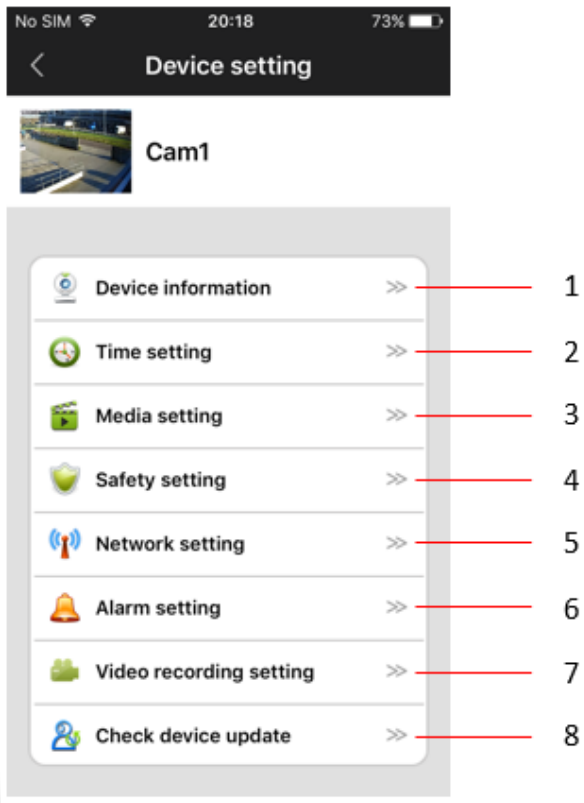 No SIM 20:18 73%
Device setting
Cam1
Device information 1
Time setting 2
Media setting 3
Safety setting 4
Network setting 5
Alarm setting 6
Video recording setting 7
Check device update 8